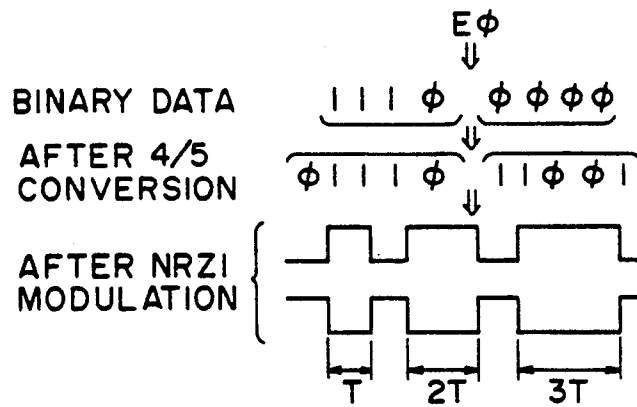 Eϕ
⇓
BINARY DATA 1 1 1 ϕ ϕ ϕ ϕ ϕ
⇓
AFTER 4/5
CONVERSION ϕ 1 1 1 ϕ 1 1 ϕ ϕ 1
⇓
AFTER NRZI
MODULATION
T 2T 3T